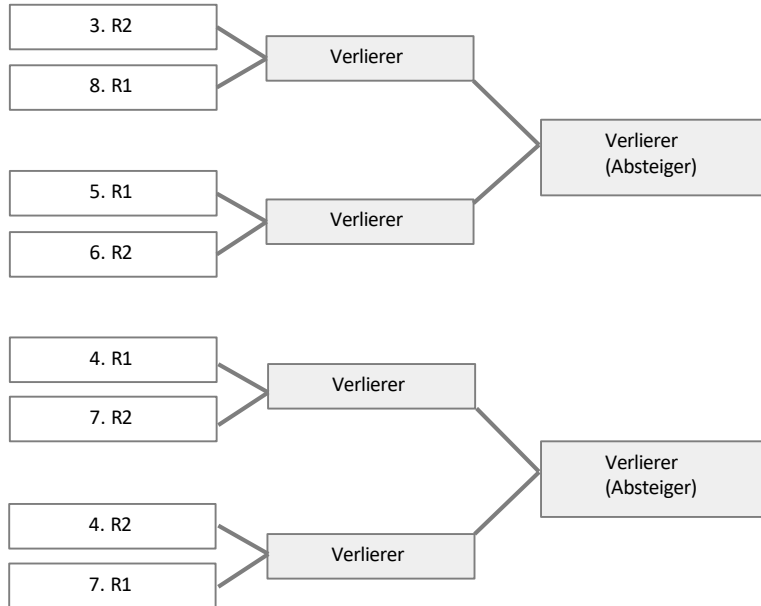 3. R2
Verlierer
8. R1
Verlierer
(Absteiger)
5. R1
Verlierer
6. R2
4. R1
Verlierer
7. R2
Verlierer
(Absteiger)
4. R2
Verlierer
7. R1